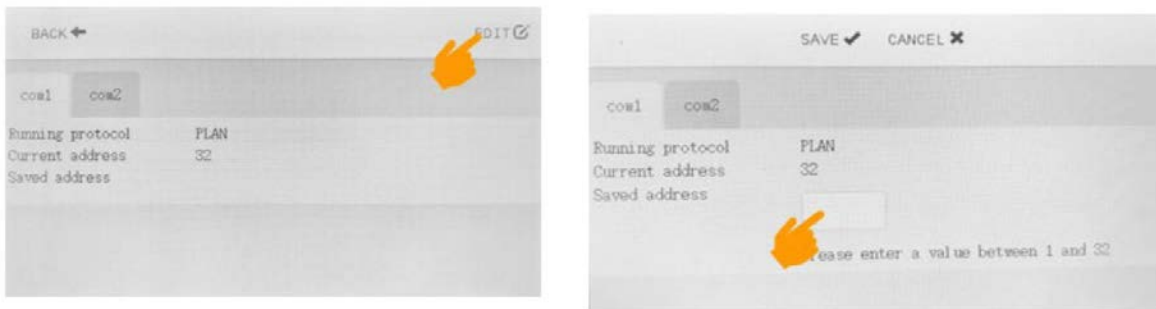 BACK
EDIT
com1 com2
Running protocol PLAN
Current address 32
Saved address
SAVE CANCEL
com1 com2
Running protocol PLAN
Current address 32
Saved address
enter a value between 1 and 32